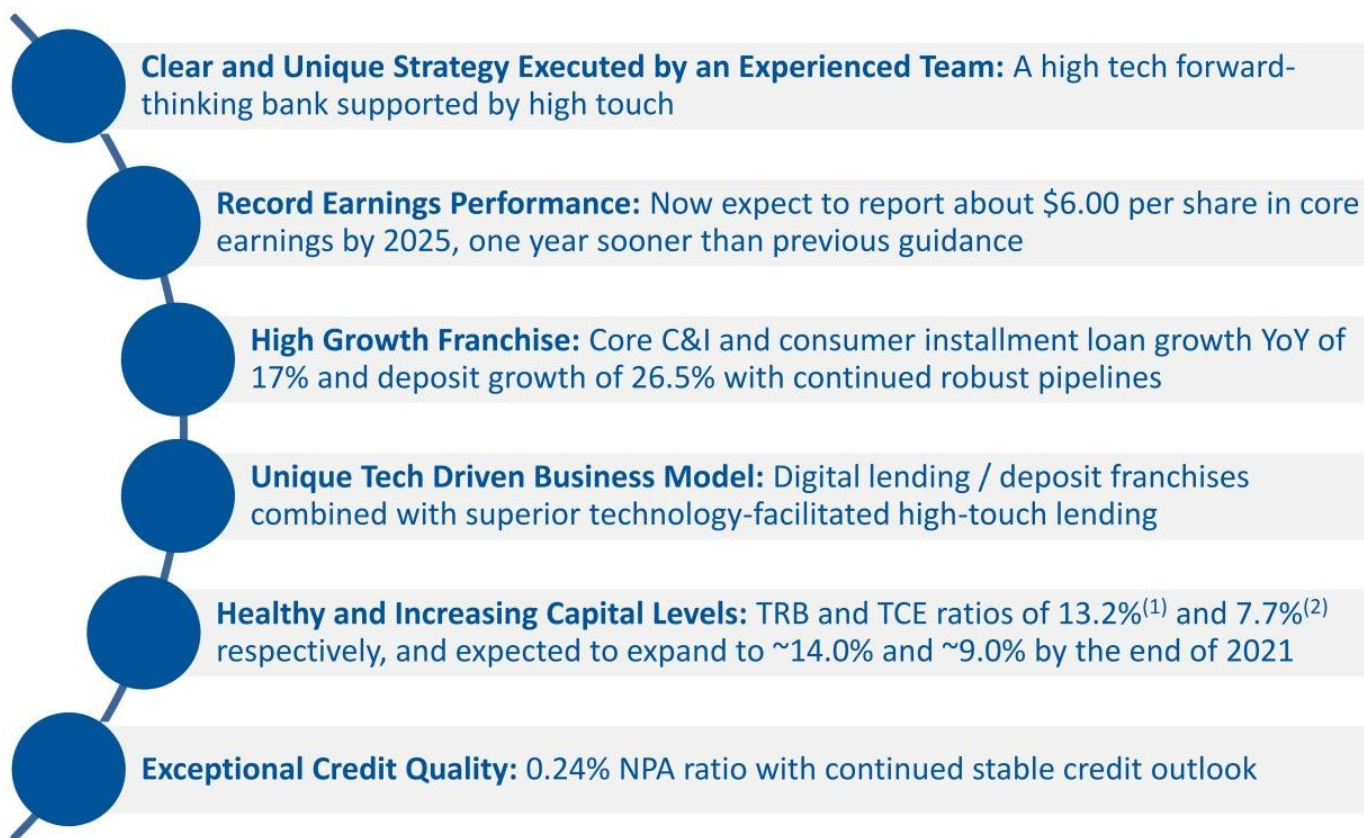 Clear and Unique Strategy Executed by an Experienced Team: A high tech forward-
thinking bank supported by high touch
Record Earnings Performance: Now expect to report about $6.00 per share in core
earnings by 2025, one year sooner than previous guidance
High Growth Franchise: Core C&I and consumer installment loan growth YoY of
17% and deposit growth of 26.5% with continued robust pipelines
Unique Tech Driven Business Model: Digital lending / deposit franchises
combined with superior technology-facilitated high-touch lending
Healthy and Increasing Capital Levels: TRB and TCE ratios of 13.2%(1) and 7.7%(2)
respectively, and expected to expand to ~14.0% and ~9.0% by the end of 2021
Exceptional Credit Quality: 0.24% NPA ratio with continued stable credit outlook